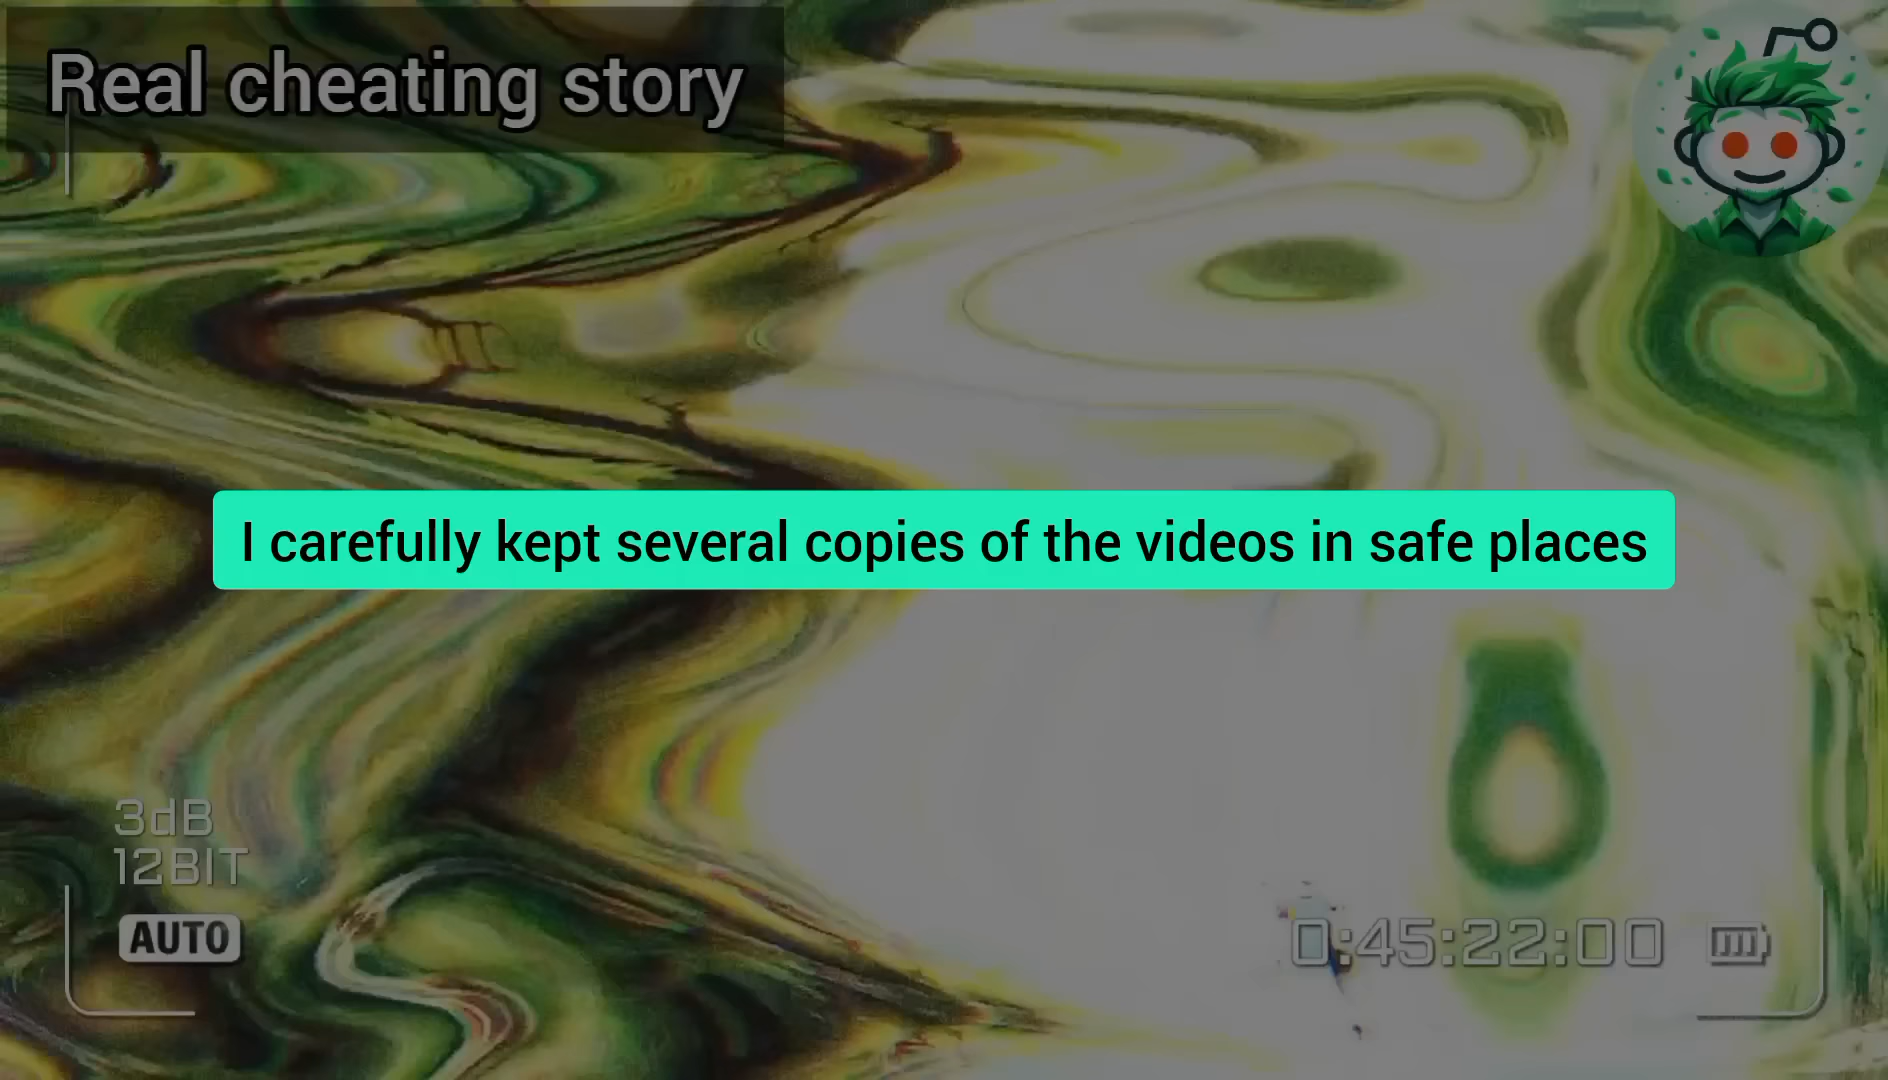 Real cheating story
I carefully kept several copies of the videos in safe places
3dB
12BIT
AUTO
0:45:22:00